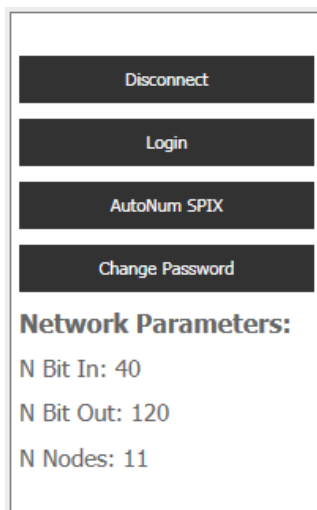 Disconnect
Login
AutoNum SPIX
Change Password
Network Parameters:
N Bit In: 40
N Bit Out: 120
N Nodes: 11